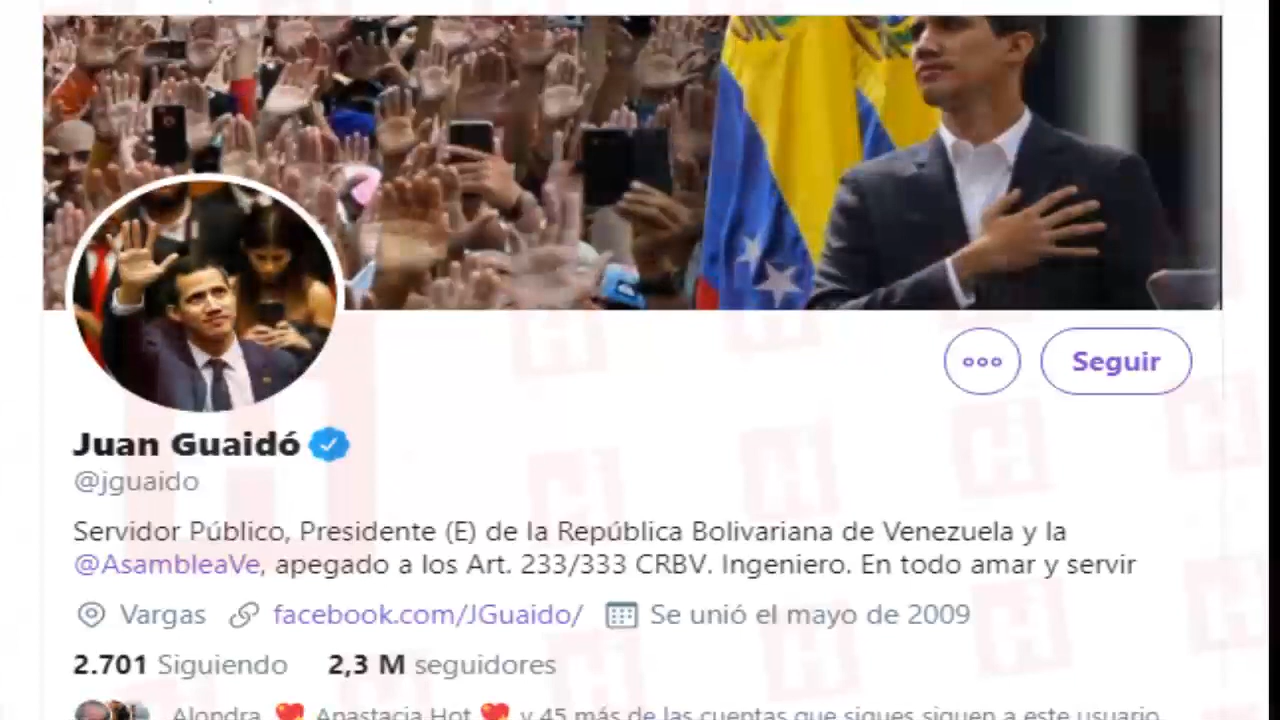 Seguir
Juan Guaidó
@jguaido
Servidor Público, Presidente (E) de la República Bolivariana de Venezuela y la
@AsambleaVe, apegado a los Art. 233/333 CRBV. Ingeniero. En todo amar y servir
Vargas facebook.com/JGuaido/ Se unió el mayo de 2009
2.701 Siguiendo 2,3 M seguidores
Alondra ❤️ Anastacia Hot ❤️ y 45 más de las cuentas que sigues siguen a este usuario